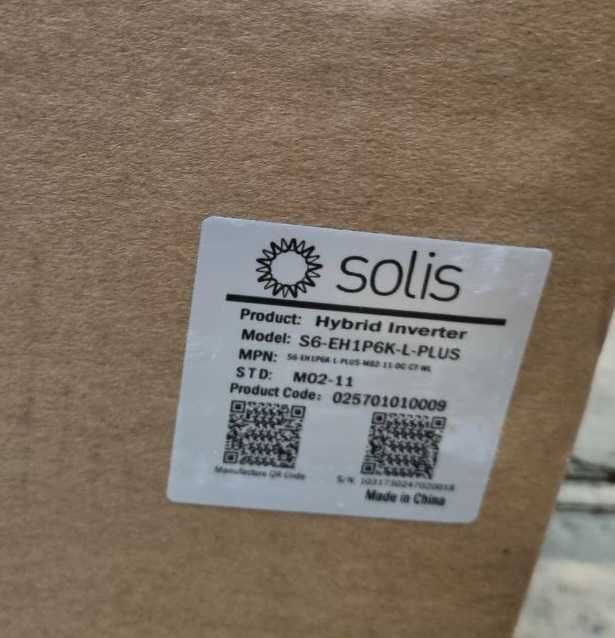 solis
Product: Hybrid Inverter
Model: S6-EH1P6K-L-PLUS
MPN: S6-EH1P6K-L-PLUS-M02-11-DC-CT-WL
STD: M02-11
Product Code: 025701010009
Manufacture QR Code
S/N:
Made in China